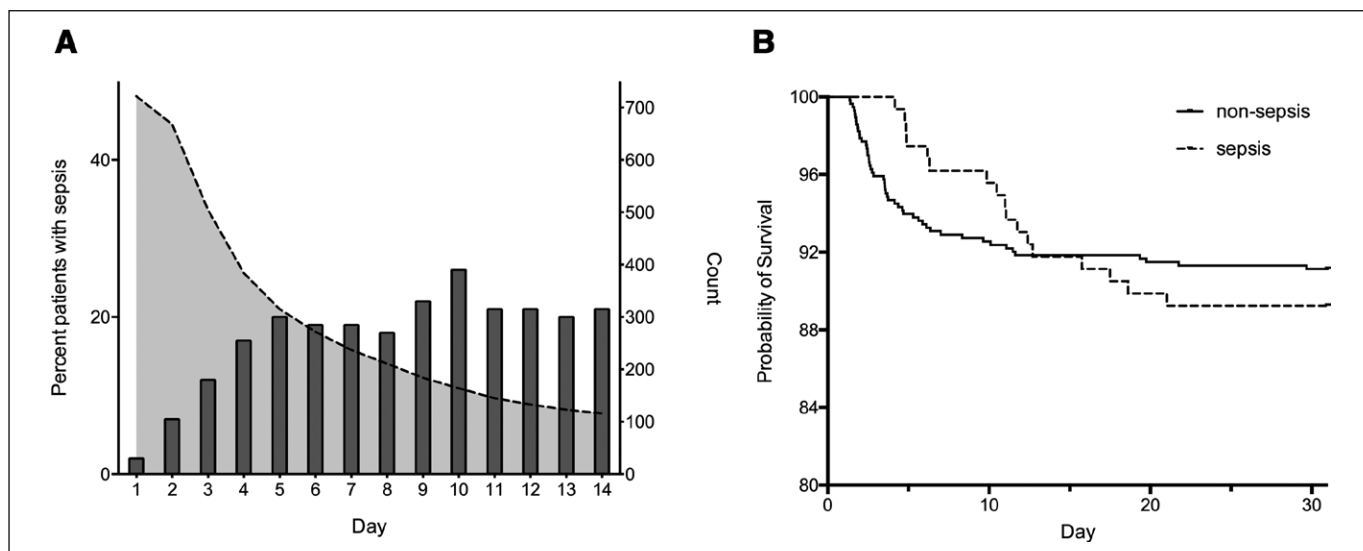 A
Percent patients with sepsis
40
20
0
700
600
500
400
300
200
100
0
Count
1 2 3 4 5 6 7 8 9 10 11 12 13 14
Day
B
Probability of Survival
100
96
92
88
84
80
non-sepsis
sepsis
0 10 20 30
Day